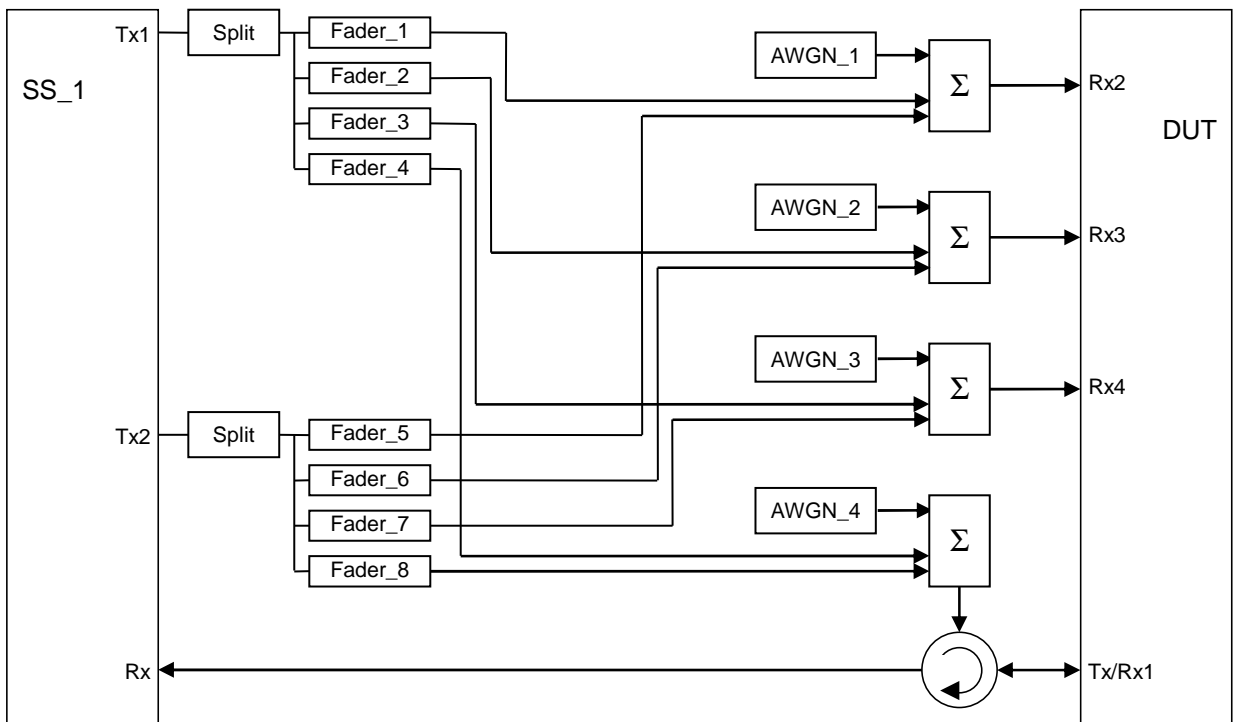 Tx1
Split
Fader_1
Fader_2
Fader_3
Fader_4
SS_1
AWGN_1
Σ
Rx2
DUT
AWGN_2
Σ
Rx3
AWGN_3
Σ
Rx4
Tx2
Split
Fader_5
Fader_6
Fader_7
Fader_8
AWGN_4
Σ
Rx
Tx/Rx1